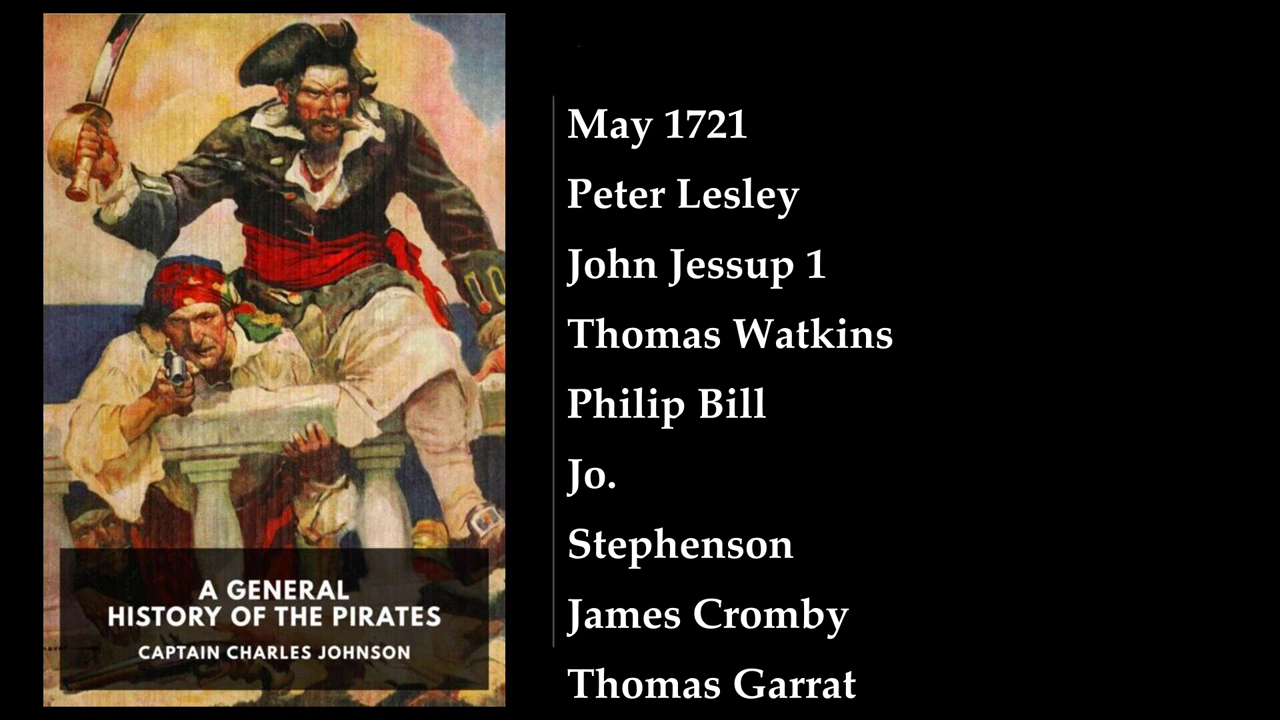 A GENERAL
HISTORY OF THE PIRATES
CAPTAIN CHARLES JOHNSON
May 1721
Peter Lesley
John Jessup 1
Thomas Watkins
Philip Bill
Jo.
Stephenson
James Cromby
Thomas Garrat